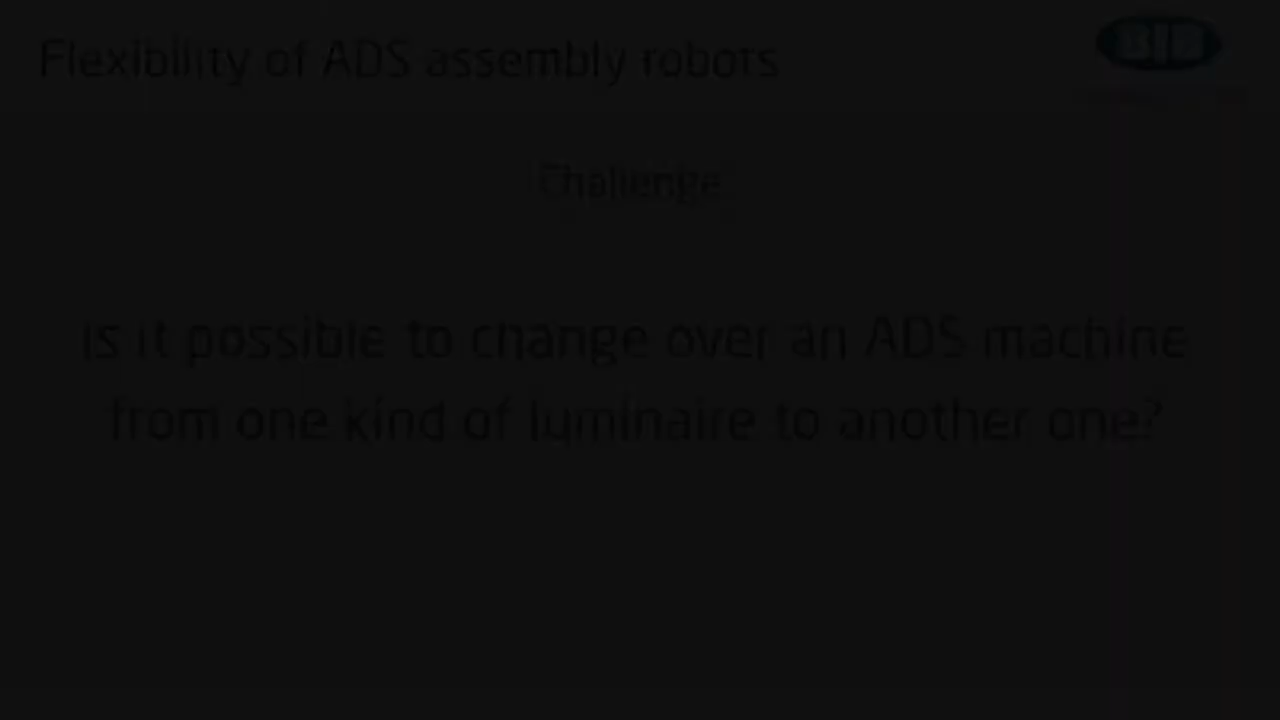 Flexibility of ADS assembly robots
BJB
Challenge:
Is it possible to change over an ADS machine
from one kind of luminaire to another one?